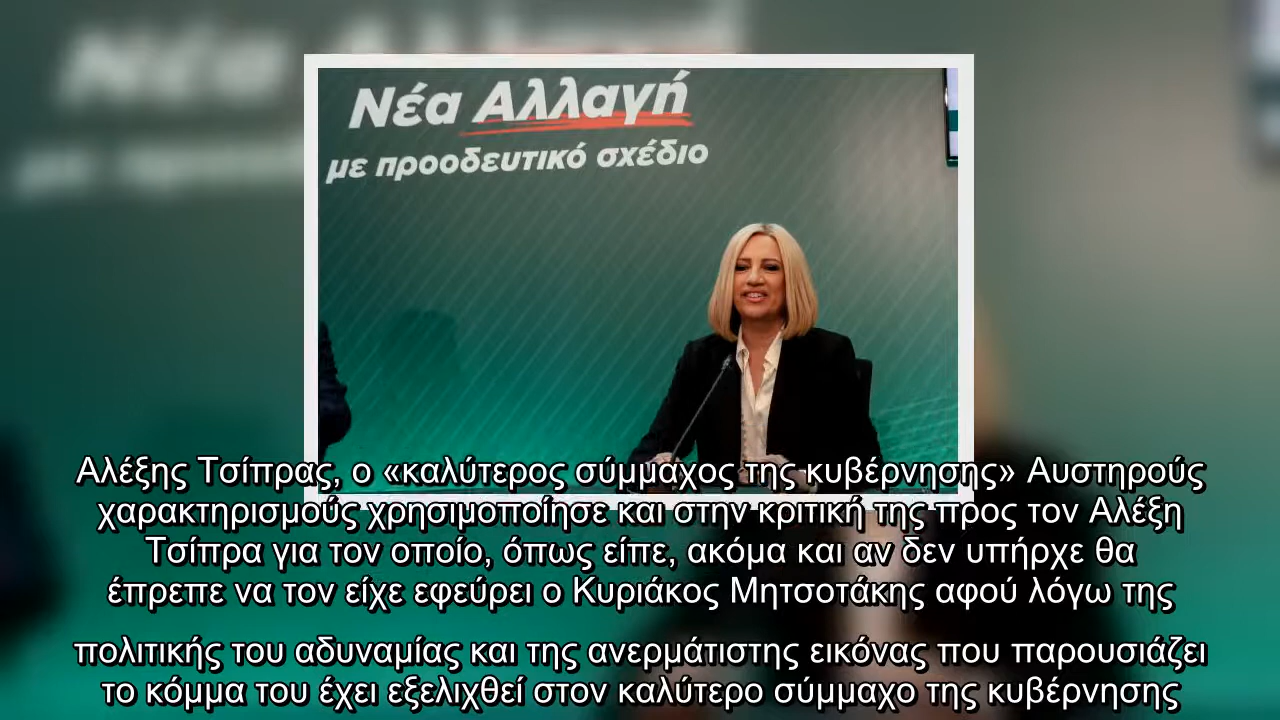 Νέα Αλλαγή
με προοδευτικό σχέδιο
Αλέξης Τσίπρας, ο «καλύτερος σύμμαχος της κυβέρνησης» Αυστηρούς
χαρακτηρισμούς χρησιμοποίησε και στην κριτική της προς τον Αλέξη
Τσίπρα για τον οποίο, όπως είπε, ακόμα και αν δεν υπήρχε θα
έπρεπε να τον είχε εφεύρει ο Κυριάκος Μητσοτάκης αφού λόγω της
πολιτικής του αδυναμίας και της ανερμάτιστης εικόνας που παρουσιάζει
το κόμμα του έχει εξελιχθεί στον καλύτερο σύμμαχο της κυβέρνησης